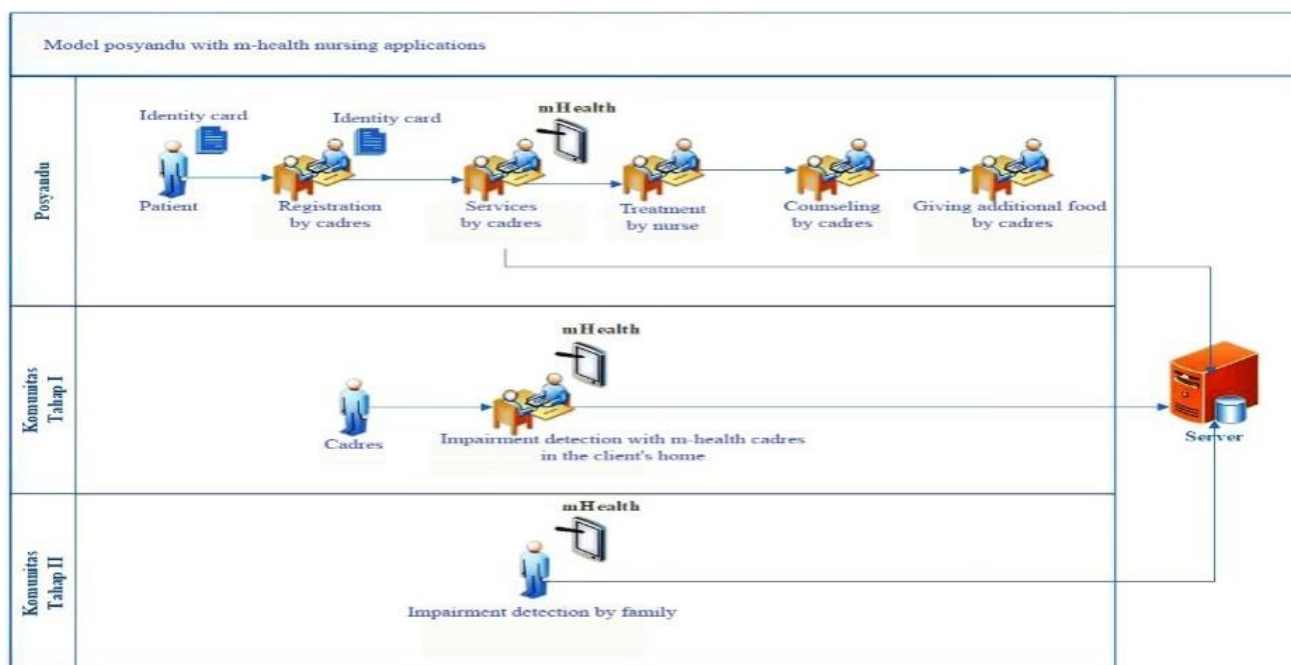 Model posyandu with m-health nursing applications
Posyandu
Identity card
Identity card
mHealth
Patient
Registration
by cadres
Services
by cadres
Treatment
by nurse
Counseling
by cadres
Giving additional food
by cadres
Komunitas
Tahap I
mHealth
Cadres
Impairment detection with m-health cadres
in the client's home
Server
Komunitas
Tahap II
mHealth
Impairment detection by family